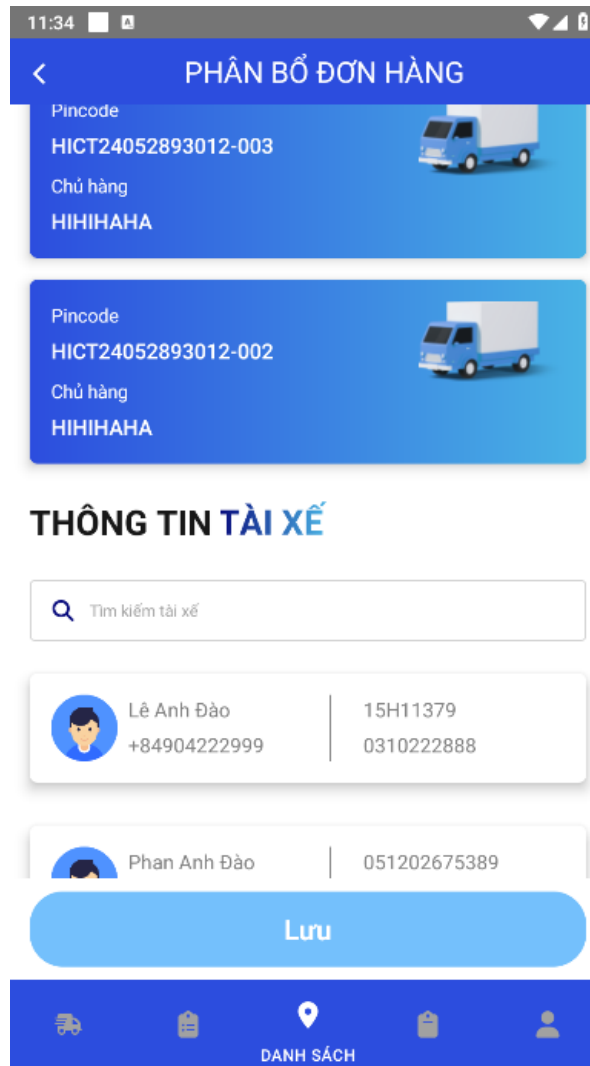 11:34
PHÂN BỔ ĐƠN HÀNG
Pincode
HICT24052893012-003
Chủ hàng
HIHIHAHA
Pincode
HICT24052893012-002
Chủ hàng
HIHIHAHA
THÔNG TIN TÀI XẾ
Tìm kiếm tài xế
Lê Anh Đào
+84904222999
15H11379
0310222888
Phan Anh Đào
051202675389
Lưu
DANH SÁCH